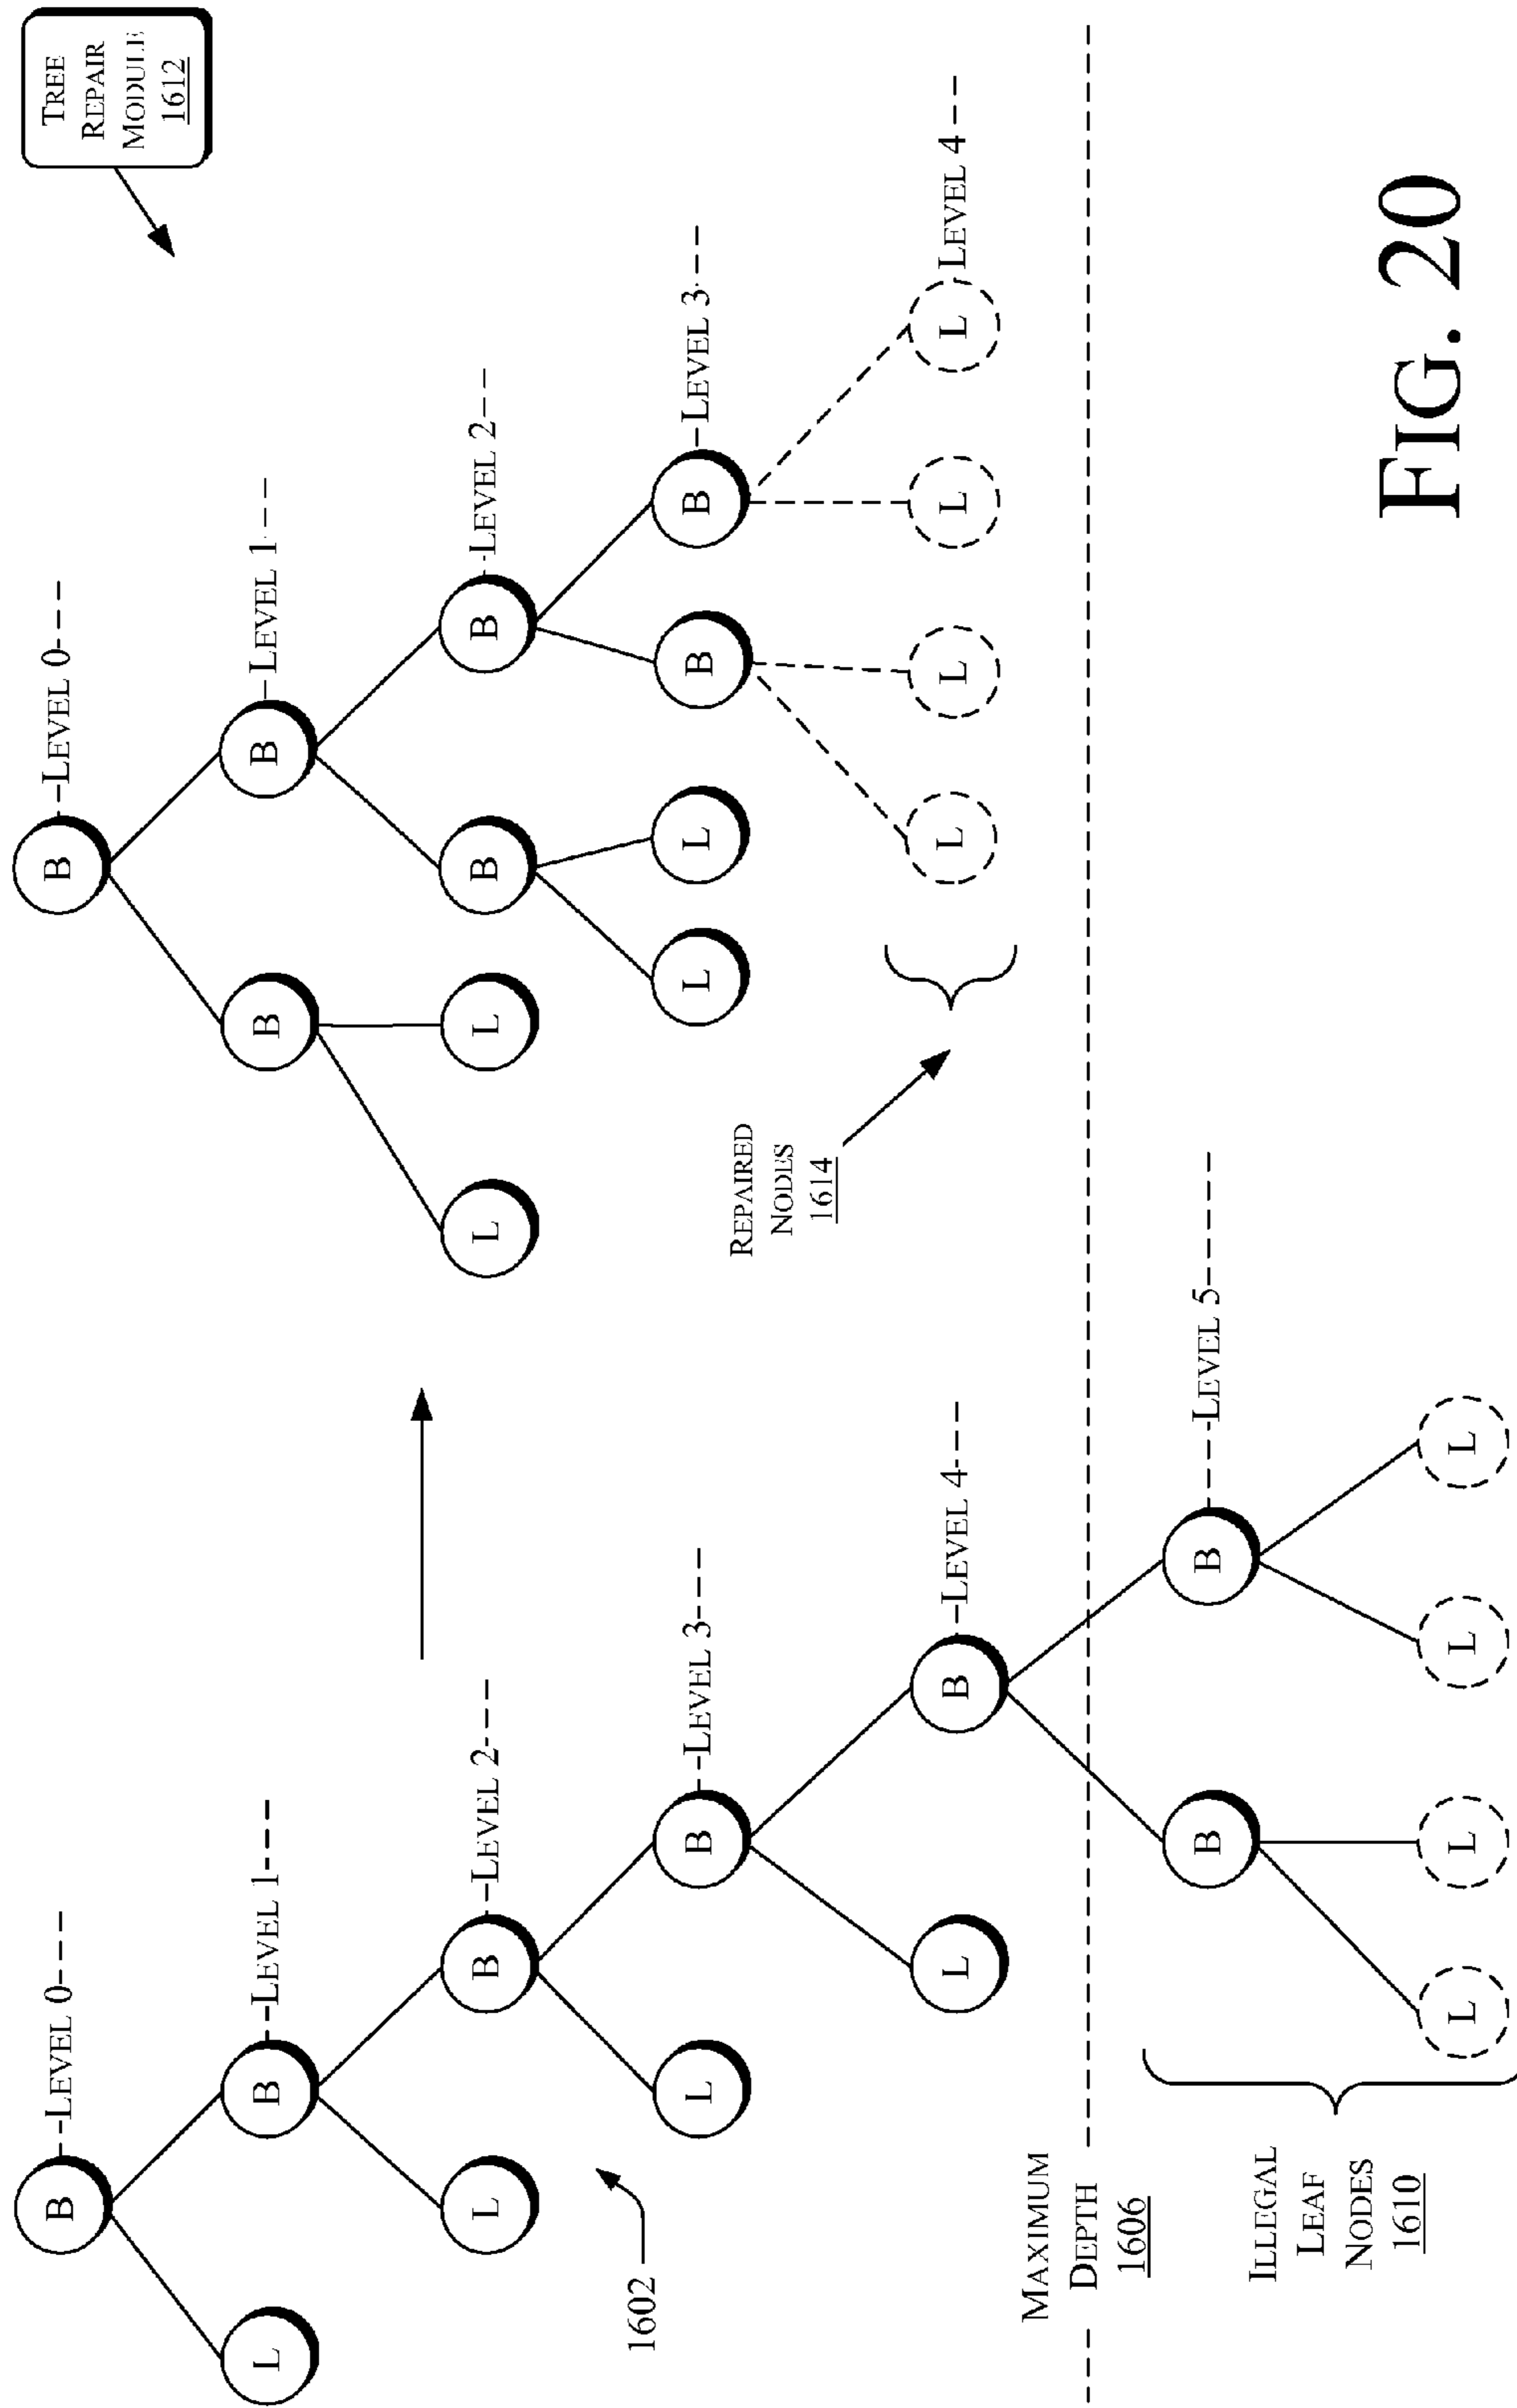 TREE
REPAIR
MODULE
1612
B --LEVEL 0---
L B --LEVEL 1---
L B --LEVEL 2---
1602
L B --LEVEL 3---
L B --LEVEL 4---
MAXIMUM
DEPTH
1606
B B --LEVEL 5-----
ILLEGAL
LEAF
NODES
1610
L L L L
B --LEVEL 0---
B B --LEVEL 1---
L L B B --LEVEL 2---
L L B B --LEVEL 3---
REPAIRED
NODES
1614
L L L L LEVEL 4---
FIG. 20